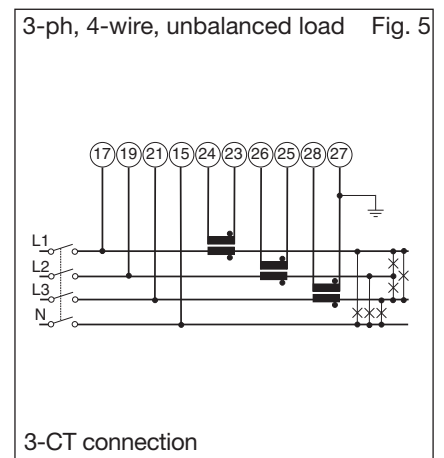 3-ph, 4-wire, unbalanced load Fig. 5
17 19 21 15 24 23 26 25 28 27
L1
L2
L3
N
3-CT connection